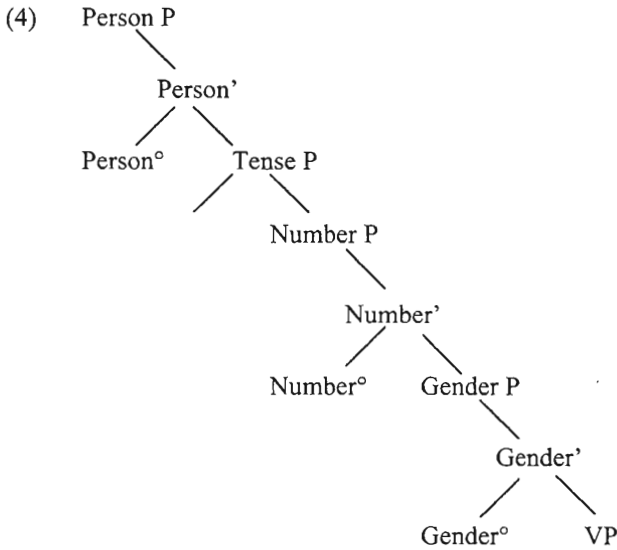 (4) Person P
Person’
Person° Tense P
Number P
Number’
Number° Gender P
Gender’
Gender° VP